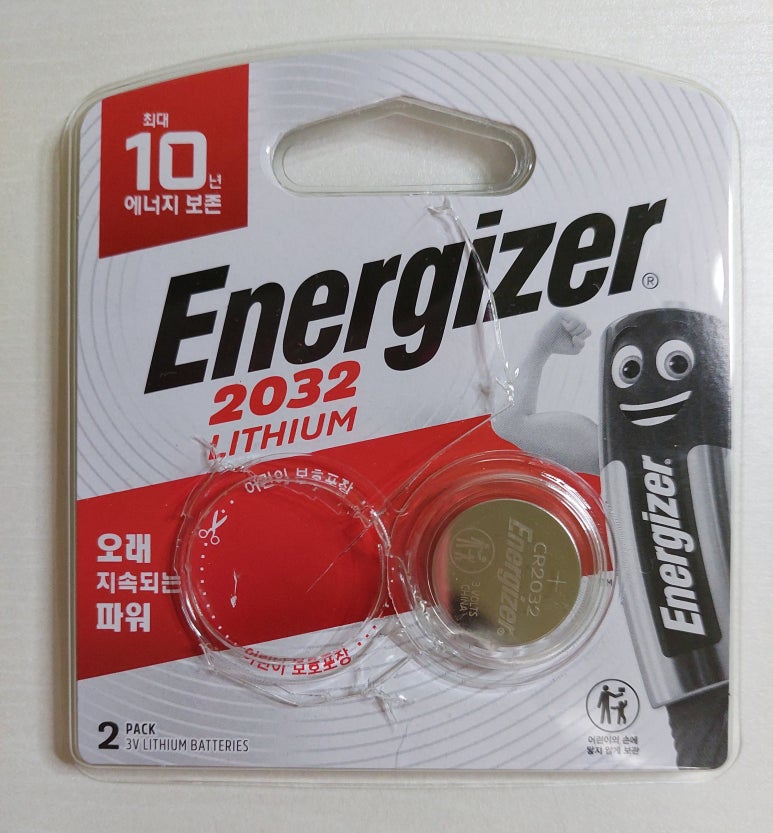 최대
10년
에너지 보존
Energizer®
2032
LITHIUM
어린이 보호포장
오래
지속되는
파워
어린이 보호포장
Energizer®
CR2032
+
3 VOLTS
CHINA
Energizer
2 PACK
3V LITHIUM BATTERIES
어린이의 손에
닿지 않게 보관